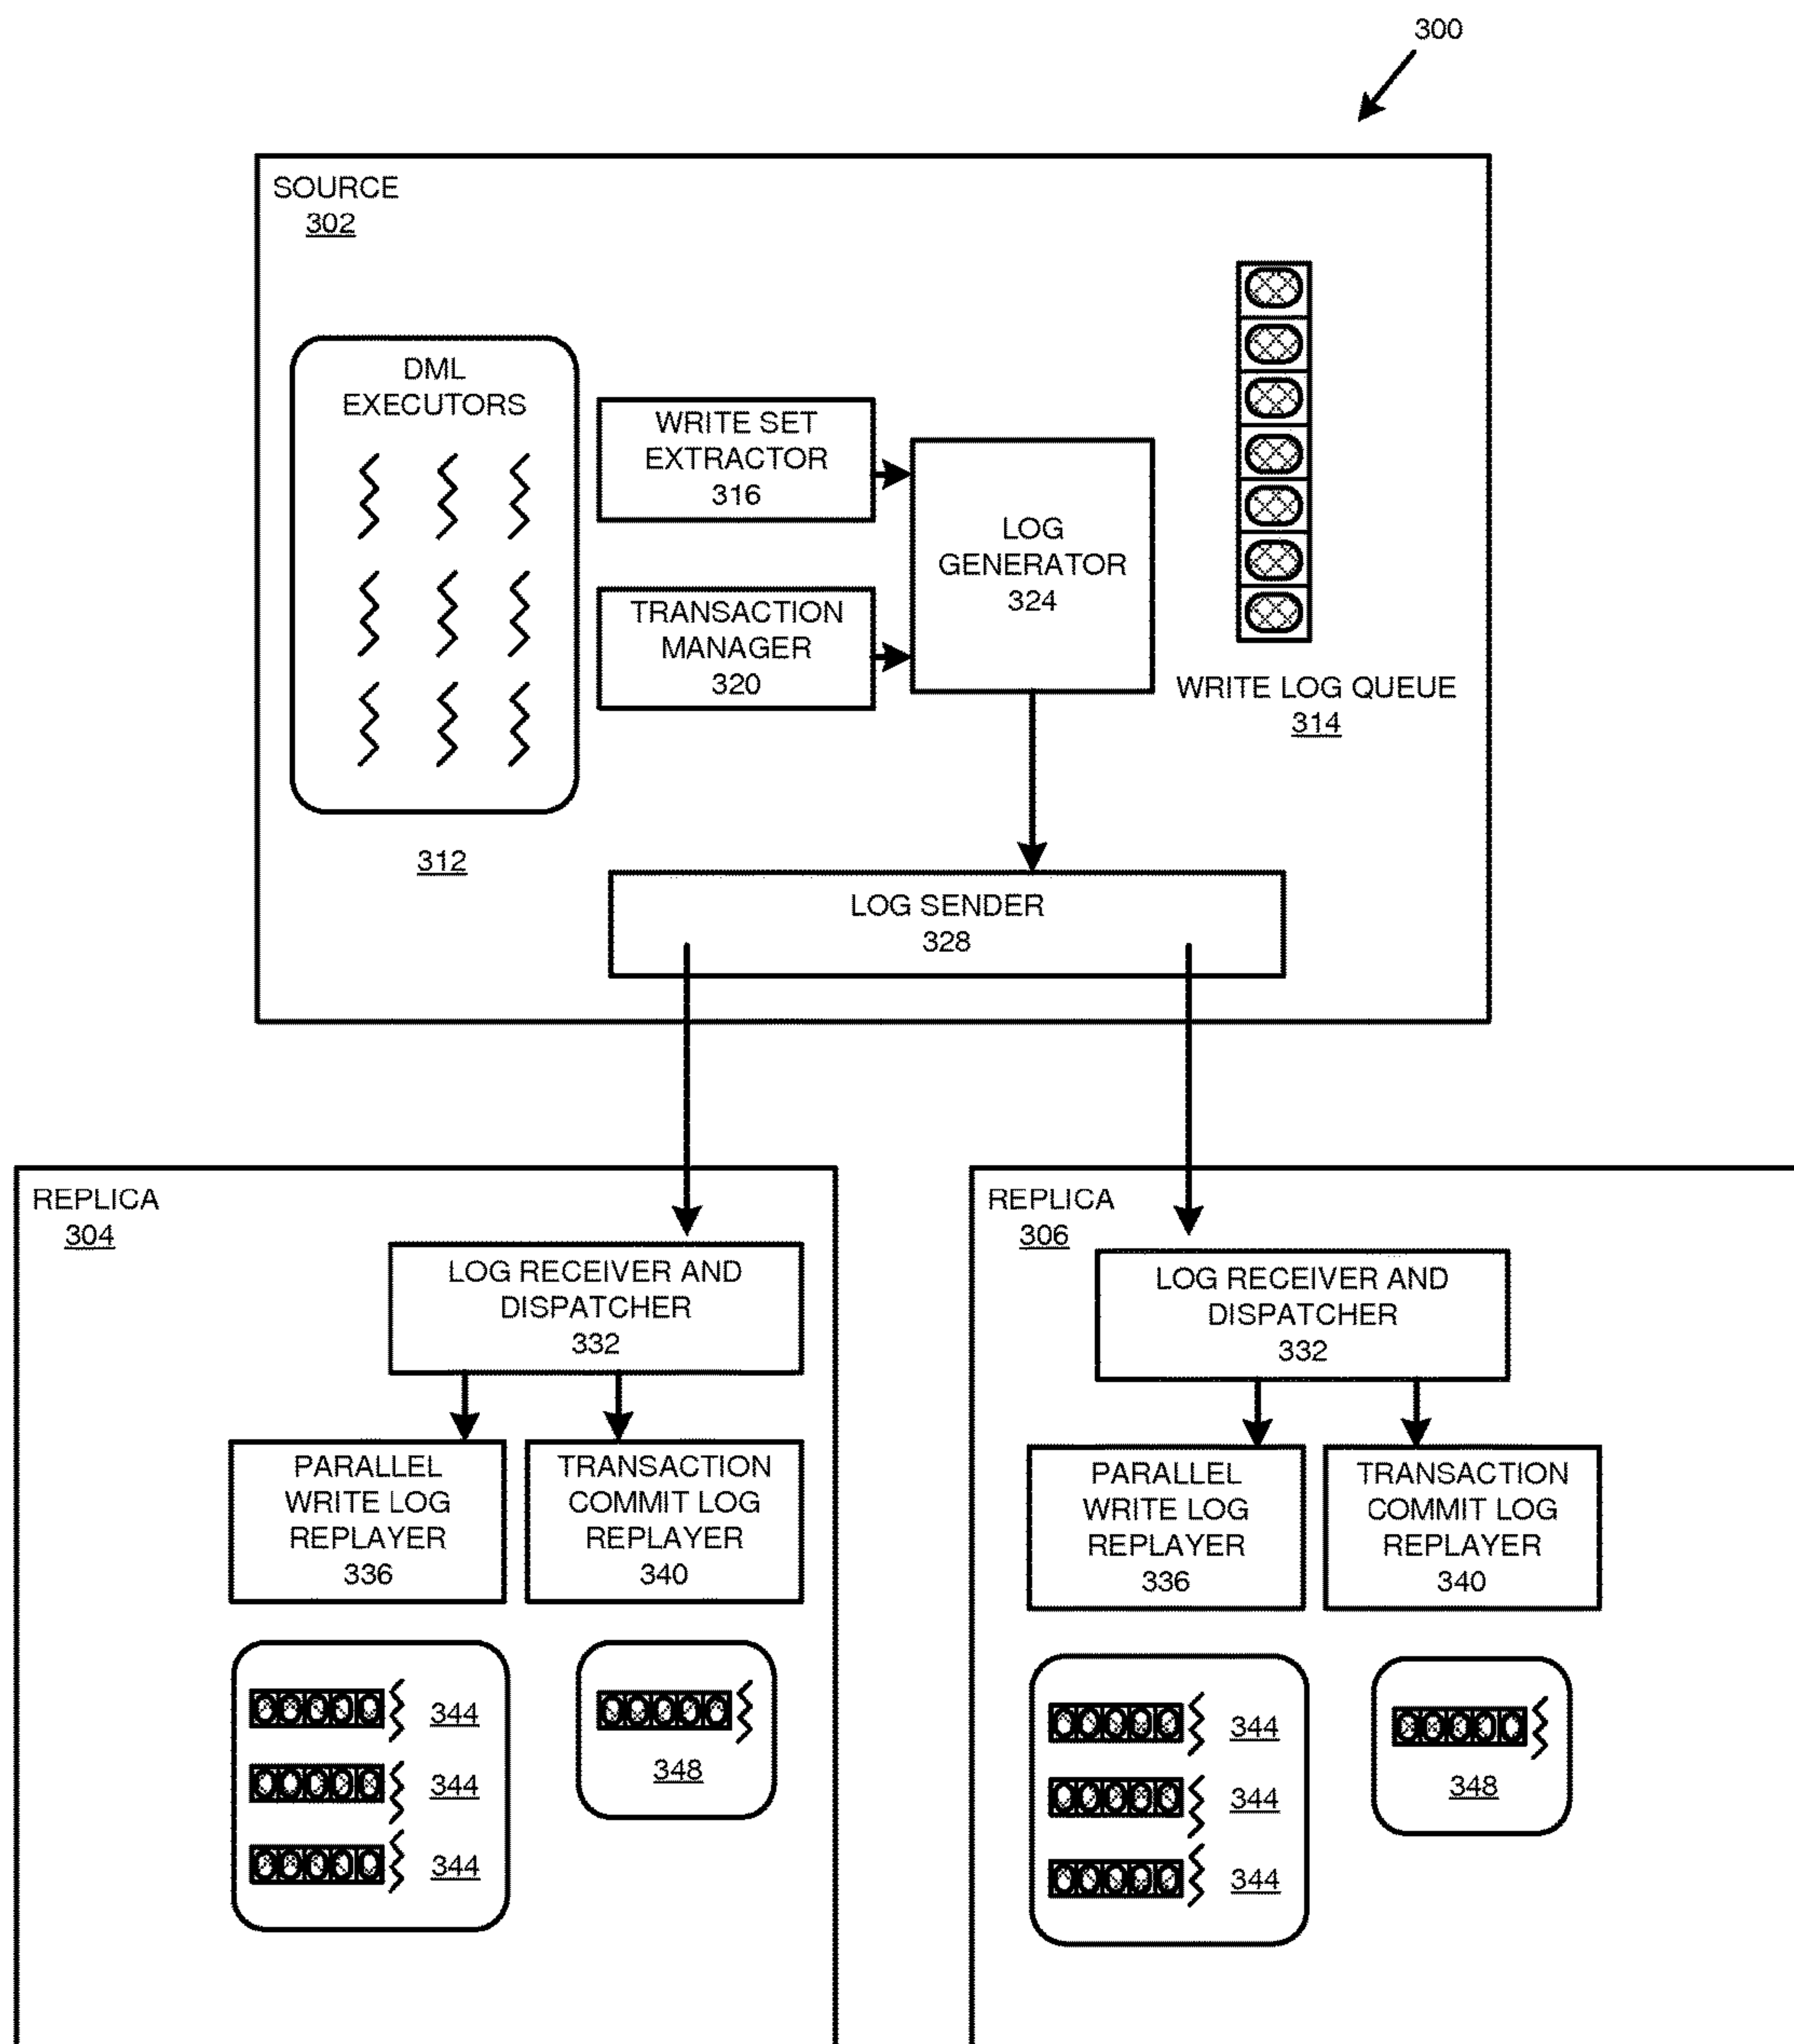 300
SOURCE
302
DML
EXECUTORS
312
WRITE SET
EXTRACTOR
316
TRANSACTION
MANAGER
320
LOG
GENERATOR
324
WRITE LOG QUEUE
314
LOG SENDER
328
REPLICA
304
LOG RECEIVER AND
DISPATCHER
332
PARALLEL
WRITE LOG
REPLAYER
336
TRANSACTION
COMMIT LOG
REPLAYER
340
344
344
344
348
REPLICA
306
LOG RECEIVER AND
DISPATCHER
332
PARALLEL
WRITE LOG
REPLAYER
336
TRANSACTION
COMMIT LOG
REPLAYER
340
344
344
344
348